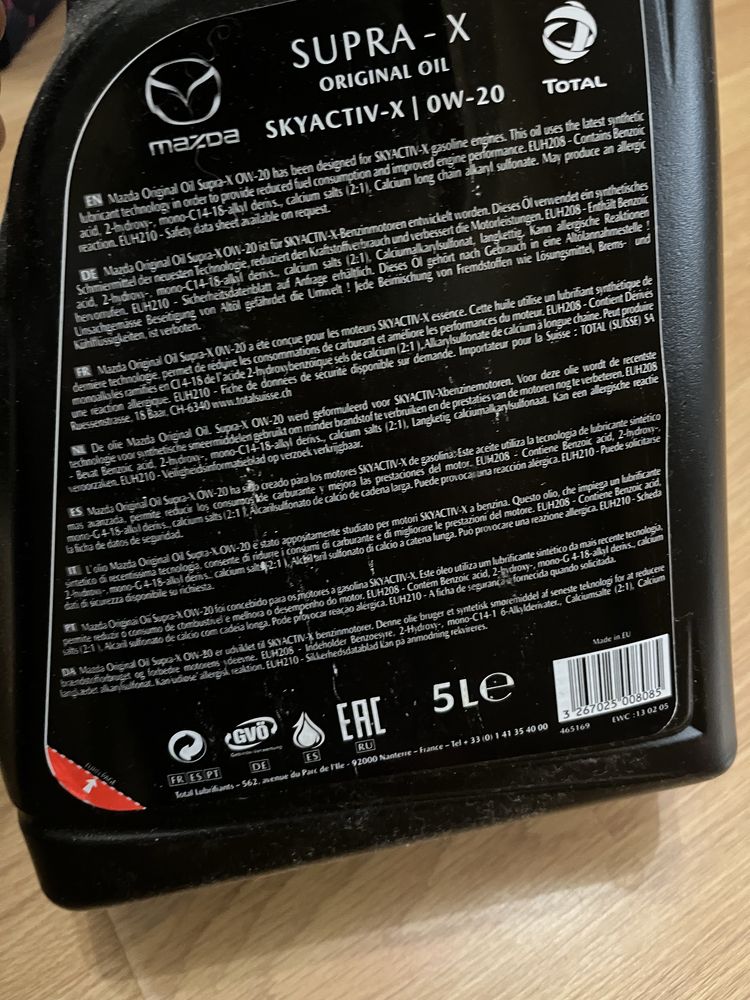 SUPRA - X
ORIGINAL OIL
SKYACTIV-X | 0W-20
mazda
TOTAL
EN Mazda Original Oil Supra-X 0W-20 has been designed for SKYACTIV-X gasoline engines. This oil uses the latest synthetic
lubricant technology in order to provide reduced fuel consumption and improved engine performance. EUH208 - Contains Benzoic
acid, 2-hydroxy-, mono-C14-18-alkyl derivs., calcium salts (2:1), Calcium long chain alkaryl sulfonate. May produce an allergic
reaction. EUH210 - Safety data sheet available on request.
DE Mazda Original Oil Supra-X 0W-20 ist für SKYACTIV-X-Benzinmotoren entwickelt worden. Dieses Öl verwendet ein synthetisches
Schmiermittel der neuesten Technologie, reduziert den Kraftstoffverbrauch und verbessert die Motorleistungen. EUH208 - Enthält Benzoic
acid, 2-hydroxy-, mono-C14-18-alkyl derivs., calcium salts (2:1), Calciumalkarylsulfonat, langkettig. Kann allergische Reaktionen
hervorrufen. EUH210 - Sicherheitsdatenblatt auf Anfrage erhältlich. Dieses Öl gehört nach Gebrauch in eine Altölannahmestelle !
Unsachgemässe Beseitigung von Altöl gefährdet die Umwelt ! Jede Beimischung von Fremdstoffen wie Lösungsmittel, Brems- und
Kühlflüssigkeiten, ist verboten.
FR Mazda Original Oil Supra-X 0W-20 a été conçue pour les moteurs SKYACTIV-X essence. Cette huile utilise un lubrifiant synthétique de
dernière technologie, permet de réduire les consommations de carburant et améliore les performances du moteur. EUH208 - Contient Dérivés
monoalkyles ramifiés en C14-18 de l'acide 2-hydroxybenzoïque sels de calcium (2:1), Alkarylsulfonate de calcium à longue chaine. Peut produire
une réaction allergique. EUH210 - Fiche de données de sécurité disponible sur demande. Importateur pour la Suisse : TOTAL (SUISSE) SA
Ruessenstrasse, 18 Baar, CH-6340 www.totalsuisse.ch
NL De olie Mazda Original Oil. Supra-X 0W-20 werd geformuleerd voor SKYACTIV-Xbenzinemotoren. Voor deze olie wordt de recentste
technologie voor synthetische smeermiddelen gebruikt om minder brandstof te verbruiken en de prestaties van de motoren nog te verbeteren. EUH208
- Bevat Benzoic acid, 2-hydroxy-, mono-C14-18-alkyl derivs., calcium salts (2:1), Langketig calcumalkarylsulfonaat. Kan een allergische reactie
veroorzaken. EUH210 - Veiligheidsinformatieblad op verzoek verkrijgbaar.
ES Mazda Original Oil Supra-X 0W-20 ha sido creado para los motores SKYACTIV-X de gasolina: Este aceite utiliza la tecnología de lubricante sintético
mas avanzada, permite reducir los consumos de carburante y mejora las prestaciones del motor. EUH208 - Contiene Benzoic acid, 2-hydroxy-,
mono-G 4-18-alkyl derivs., calcium salts (2:1), Alcarilsulfonato de calcio de cadena larga. Puede provocar una reacción alérgica. EUH210 - Puede solicitarse
la ficha de datos de seguridad.
IT L'olio Mazda Original Oil Supra-X 0W-20 è stato appositamente studiato per motori SKYACTIV-X a benzina. Questo olio, che impiega un lubrificante
sintetico di recentissima tecnologia, consente di ridurre i consumi di carburante e di migliorare le prestazioni del motore. EUH208 - Contiene Benzoic acid,
2-hydroxy-, mono-G 4-18-alkyl derivs., calcium salts (2:1), Alchilaril sulfonato di calcio a catena lunga. Può provocare una reazione allergica. EUH210 - Scheda
dati di sicurezza disponibile su richiesta.
PT Mazda Original Oil Supra-X 0W-20 foi concebido para os motores a gasolina SKYACTIV-X. Este óleo utiliza um lubrificante sintético da mais recente tecnologia,
permite reduzir o consumo de combustível e melhora o desempenho do motor. EUH208 - Contem Benzoic acid, 2-hydroxy-, mono-G 4-18-alkyl derivs., calcium
salts (2:1), Alcaril sulfonato de calcio com cadeia longa. Pode provocar reaçao alérgica. EUH210 - A ficha de segurança fornecida quando solicitada.
DA Mazda Original Oil Supra-X 0W-20 er udviklet til SKYACTIV-X benzinmotorer. Denne olie bruger et syntetisk smøremiddel af seneste teknologi for at reducere
brændstofforbruget og forbedre motorens ydeevne. EUH208 - Indeholder Benzoesyre, 2-Hydroxy-, mono-C14-1 6-Alkylderivater., Calciumsalte (2:1), Calcium
langkædet alkarylsulfonat. Kan udløse allergisk reaktion. EUH210 - Sikkerhedsdatablad kan på anmodning rekvireres.
Made in EU
5L e
GVÖ
EAC
FR ES PT
DE
ES
RU
3 267025 008085
465169 EWC : 13 02 05
Total Lubrifiants - 562, avenue du Parc de l'Ile - 92000 Nanterre - France - Tel + 33 (0) 1 41 35 40 00